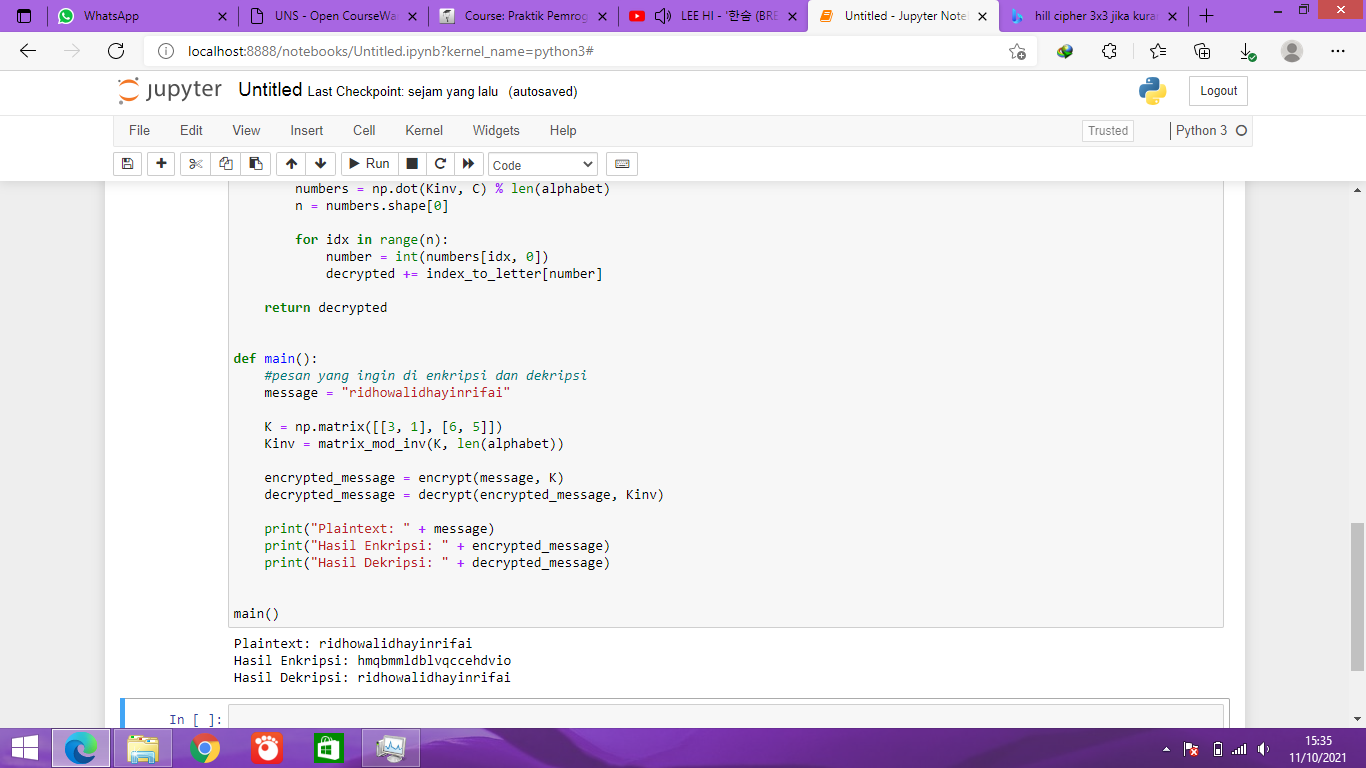 WhatsApp
UNS - Open CourseWa
Course: Praktik Pemrog
LEE HI - '한숨 (BRE
Untitled - Jupyter Note
hill cipher 3x3 jika kura
localhost:8888/notebooks/Untitled.ipynb?kernel_name=python3#
jupyter Untitled Last Checkpoint: sejam yang lalu (autosaved)
Logout
File Edit View Insert Cell Kernel Widgets Help
Trusted Python 3
Run Code
numbers = np.dot(Kinv, C) % len(alphabet)
n = numbers.shape[0]
for idx in range(n):
number = int(numbers[idx, 0])
decrypted += index_to_letter[number]
return decrypted
def main():
#pesan yang ingin di enkripsi dan dekripsi
message = "ridhowalidhayinrifai"
K = np.matrix([[3, 1], [6, 5]])
Kinv = matrix_mod_inv(K, len(alphabet))
encrypted_message = encrypt(message, K)
decrypted_message = decrypt(encrypted_message, Kinv)
print("Plaintext: " + message)
print("Hasil Enkripsi: " + encrypted_message)
print("Hasil Dekripsi: " + decrypted_message)
main()
Plaintext: ridhowalidhayinrifai
Hasil Enkripsi: hmqbmmldblvqccehdvio
Hasil Dekripsi: ridhowalidhayinrifai
In [ ]:
15:35
11/10/2021